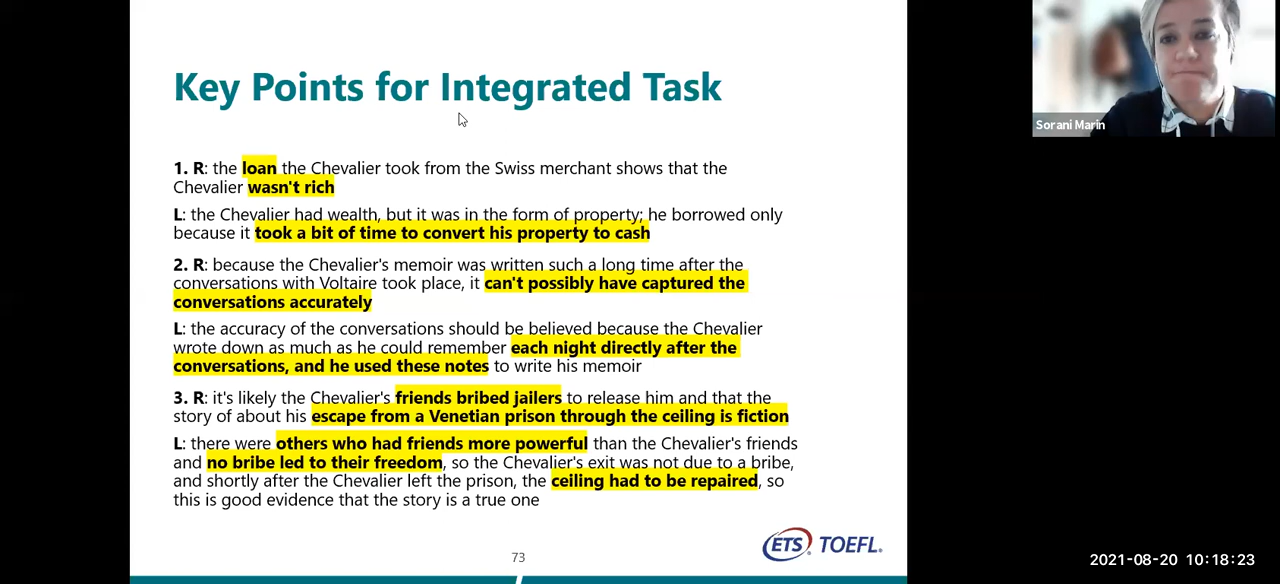 Key Points for Integrated Task
Sorani Marin
1. R: the loan the Chevalier took from the Swiss merchant shows that the
Chevalier wasn't rich
L: the Chevalier had wealth, but it was in the form of property; he borrowed only
because it took a bit of time to convert his property to cash
2. R: because the Chevalier's memoir was written such a long time after the
conversations with Voltaire took place, it can't possibly have captured the
conversations accurately
L: the accuracy of the conversations should be believed because the Chevalier
wrote down as much as he could remember each night directly after the
conversations, and he used these notes to write his memoir
3. R: it's likely the Chevalier's friends bribed jailers to release him and that the
story of about his escape from a Venetian prison through the ceiling is fiction
L: there were others who had friends more powerful than the Chevalier's friends
and no bribe led to their freedom, so the Chevalier's exit was not due to a bribe,
and shortly after the Chevalier left the prison, the ceiling had to be repaired, so
this is good evidence that the story is a true one
73
ETS TOEFL.
2021-08-20 10:18:23